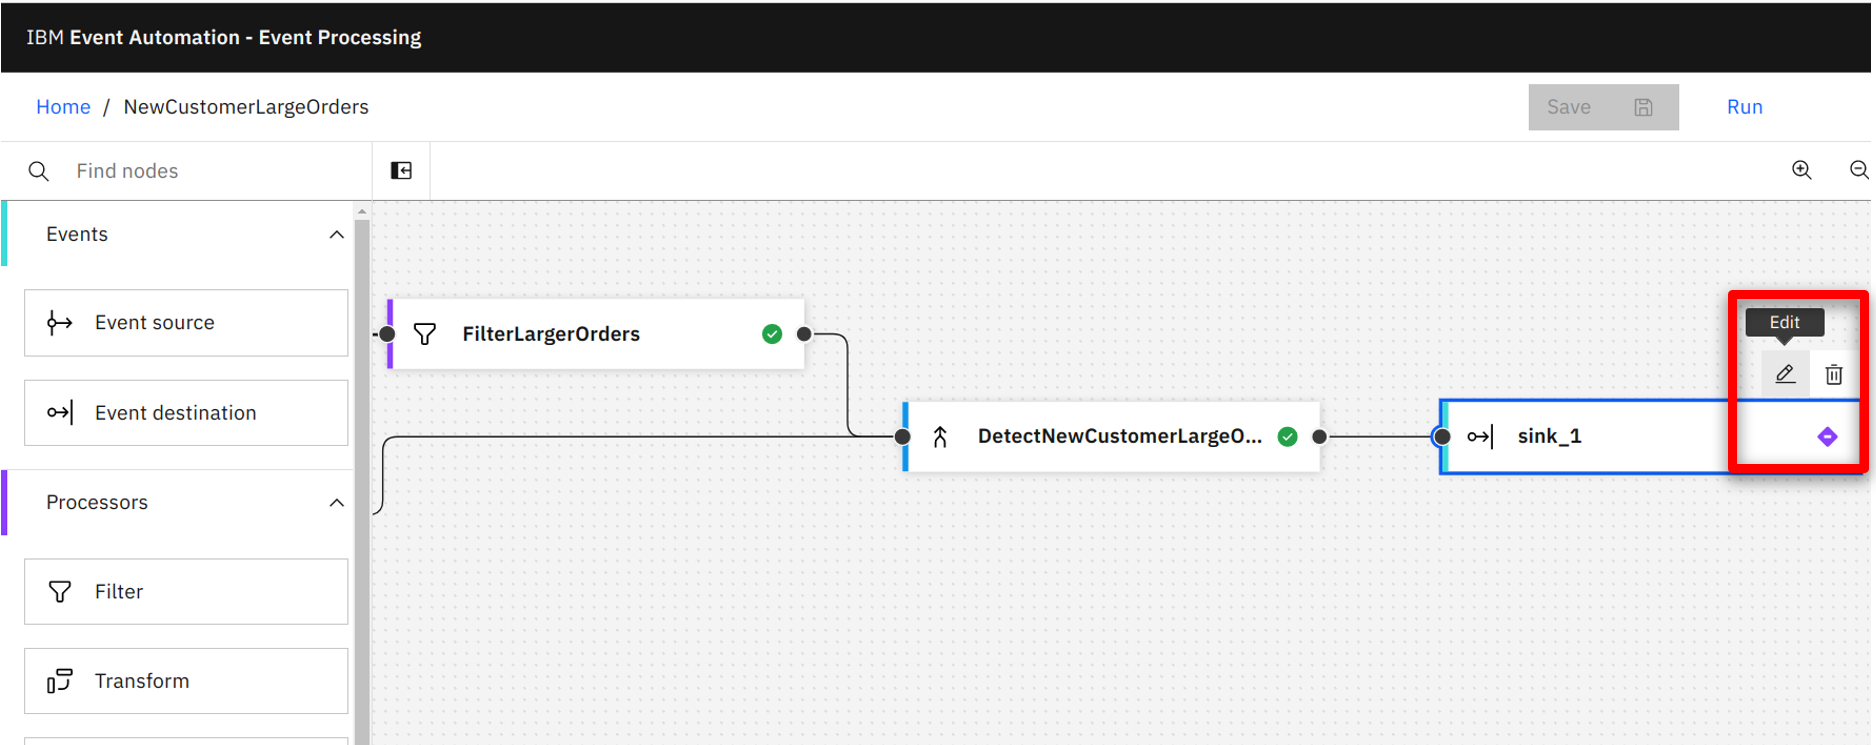 IBM Event Automation - Event Processing
Home / NewCustomerLargeOrders
Save
Run
Find nodes
Events
Event source
Event destination
Processors
Filter
Transform
FilterLargerOrders
DetectNewCustomerLargeO...
Edit
sink_1